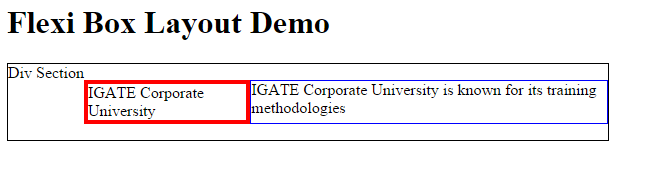 Flexi Box Layout Demo
Div Section
IGATE Corporate
University
IGATE Corporate University is known for its training
methodologies